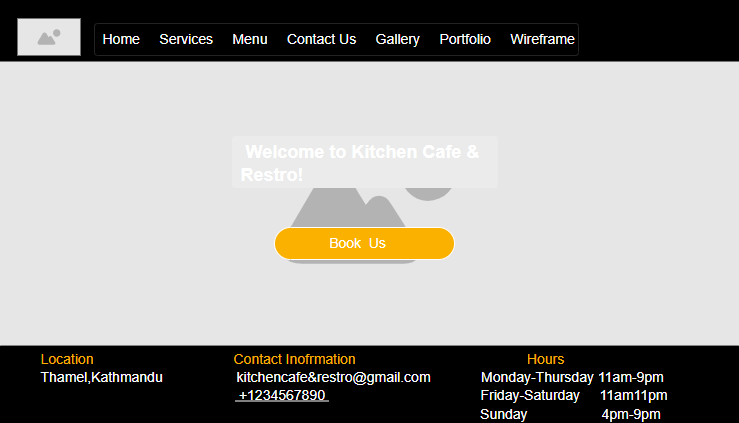 Home Services Menu Contact Us Gallery Portfolio Wireframe
Welcome to Kitchen Cafe &
Restro!
Book Us
Location Contact Inofrmation Hours
Thamel,Kathmandu kitchencafe&restro@gmail.com Monday-Thursday 11am-9pm
+1234567890 Friday-Saturday 11am11pm
Sunday 4pm-9pm